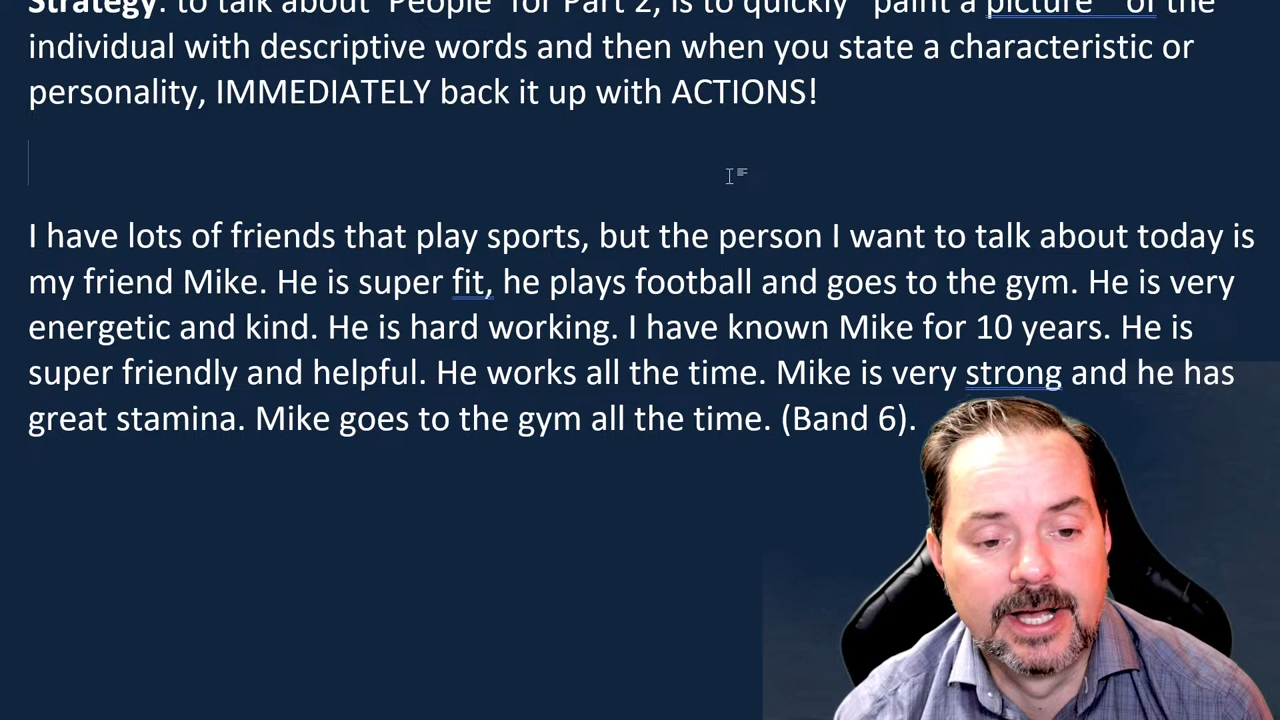 Strategy: to talk about "People" for Part 2, is to quickly "paint a picture" of the
individual with descriptive words and then when you state a characteristic or
personality, IMMEDIATELY back it up with ACTIONS!
I have lots of friends that play sports, but the person I want to talk about today is
my friend Mike. He is super fit, he plays football and goes to the gym. He is very
energetic and kind. He is hard working. I have known Mike for 10 years. He is
super friendly and helpful. He works all the time. Mike is very strong and he has
great stamina. Mike goes to the gym all the time. (Band 6).